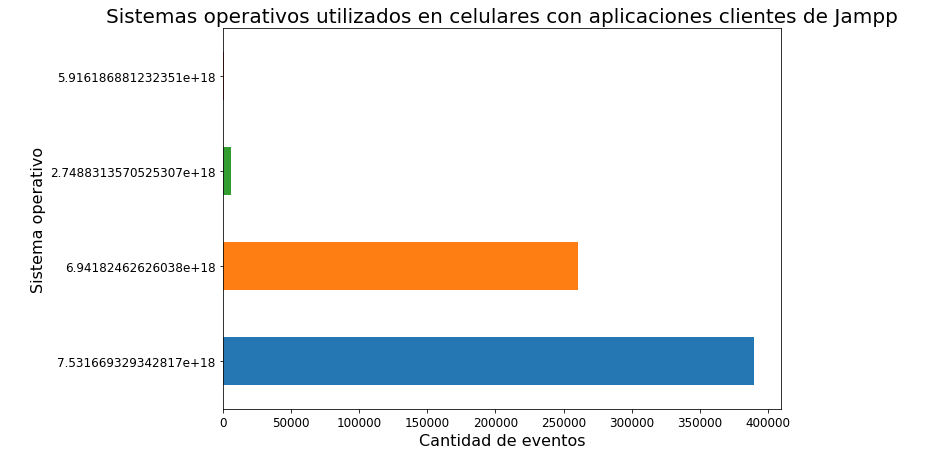 Sistemas operativos utilizados en celulares con aplicaciones clientes de Jampp
5.916186881232351e+18
2.7488313570525307e+18
6.94182462626038e+18
7.531669329342817e+18
Sistema operativo
0 50000 100000 150000 200000 250000 300000 350000 400000
Cantidad de eventos